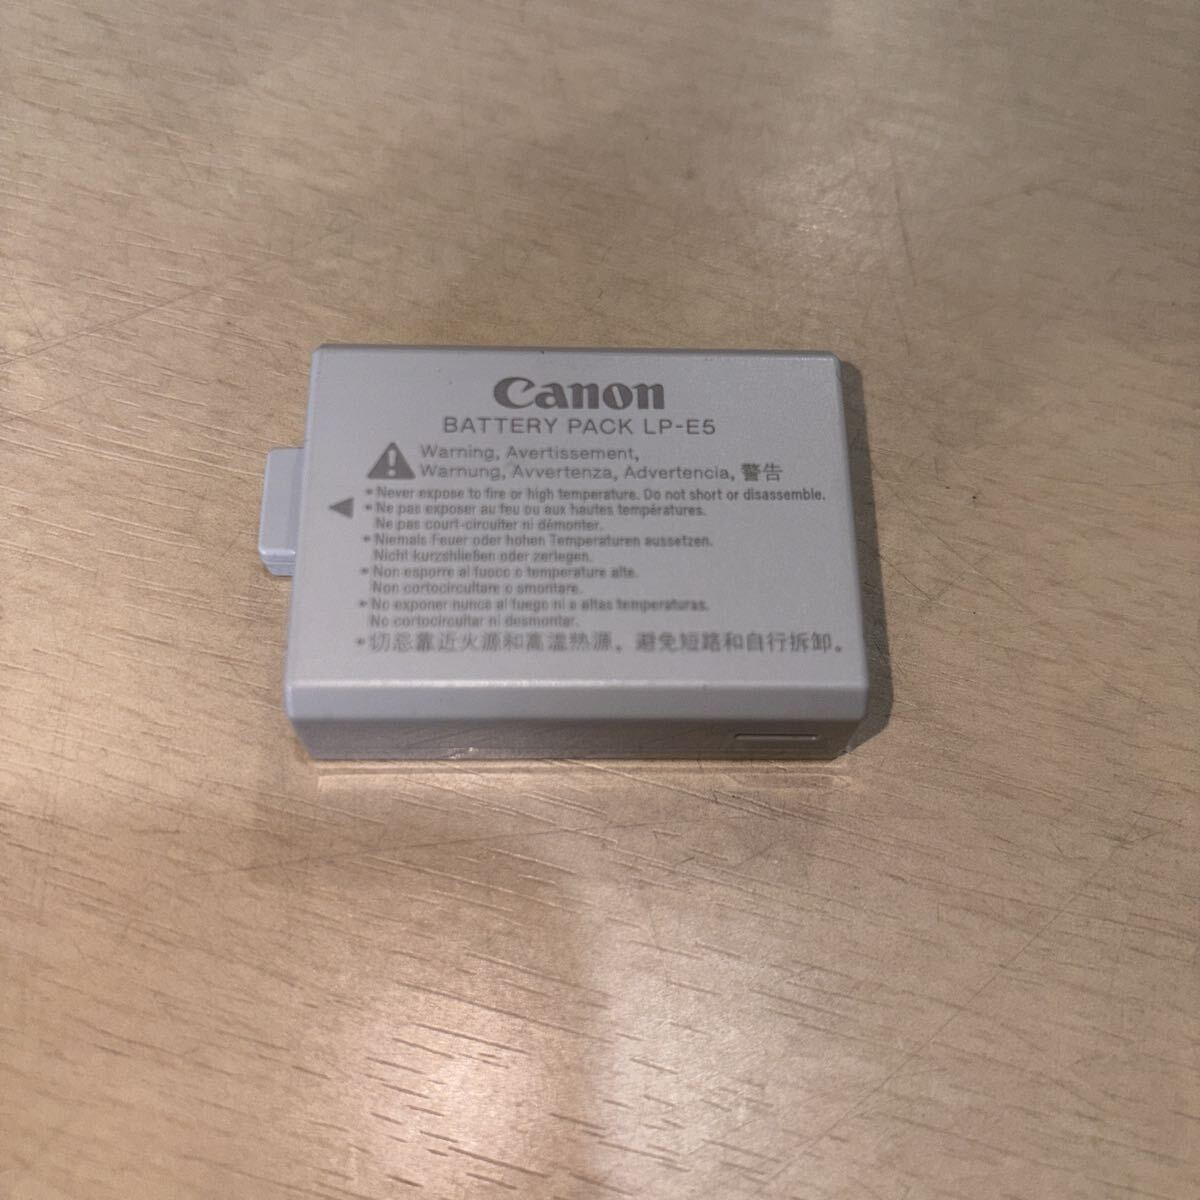 Canon
BATTERY PACK LP-E5
Warning, Avertissement,
Warnung, Avvertenza, Advertencia, 警告
• Never expose to fire or high temperature. Do not short or disassemble.
• Ne pas exposer au feu ou aux hautes températures.
Ne pas court-circuiter ni démonter.
• Niemals Feuer oder hohen Temperaturen aussetzen.
Nicht kurzshließen oder zerlegen.
• Non esporre al fuoco o temperature alte.
Non cortocircultare o smontare.
• No exponer nunca al fuego ni a altas temperaturas.
No cortocircuitar ni desmontar.
• 切忌靠近火源和高温热源。避免短路和自行拆卸。